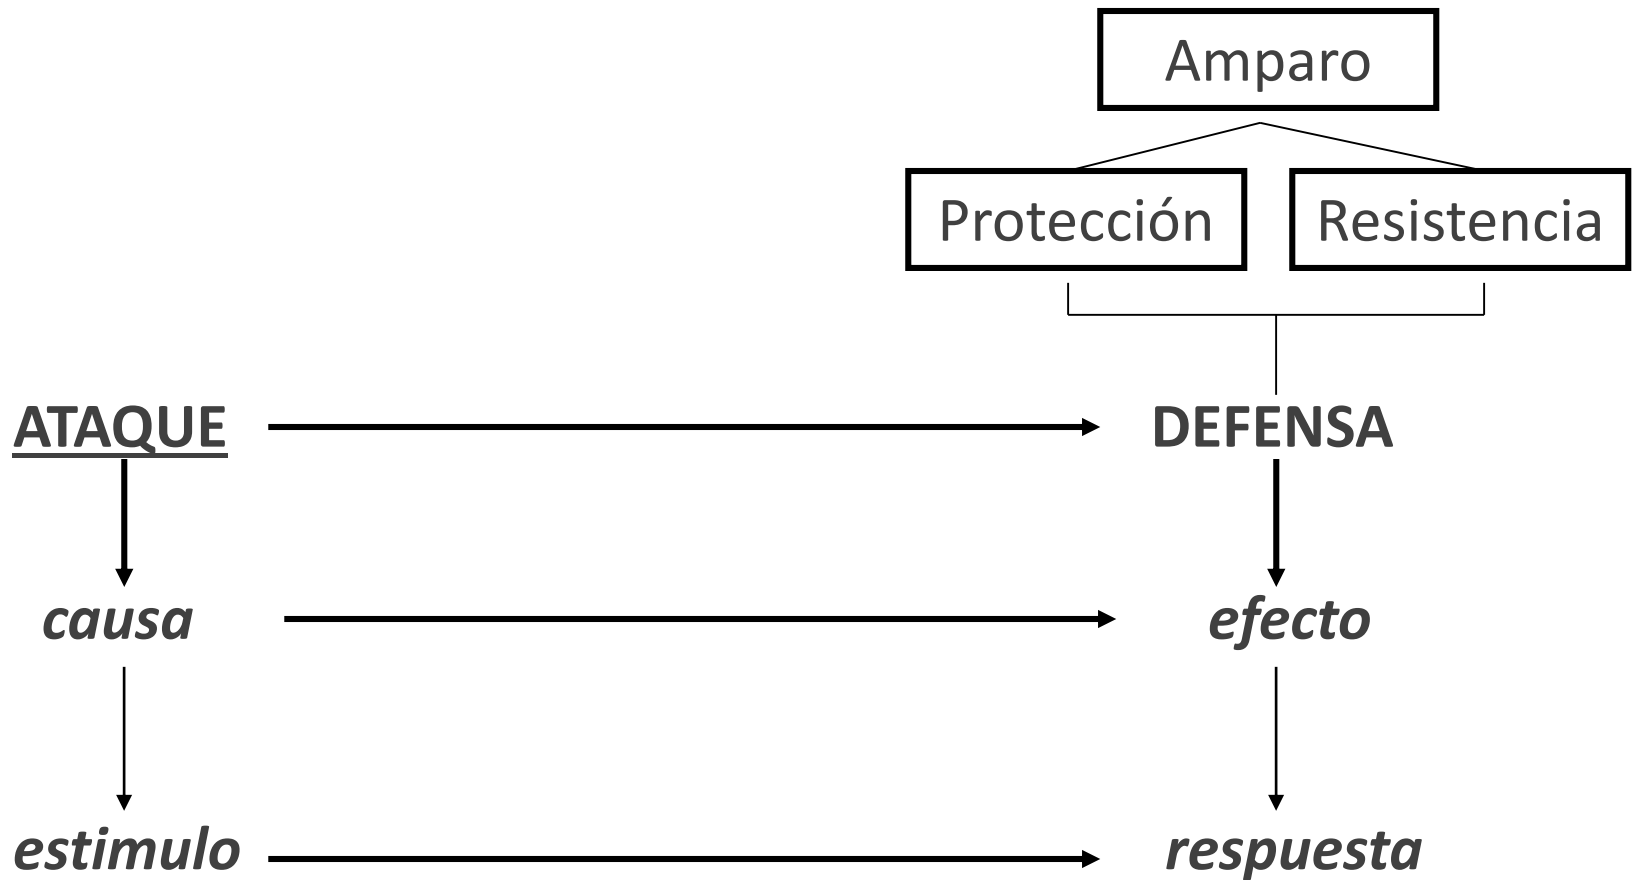 Amparo
Protección Resistencia
ATAQUE DEFENSA
causa efecto
estimulo respuesta